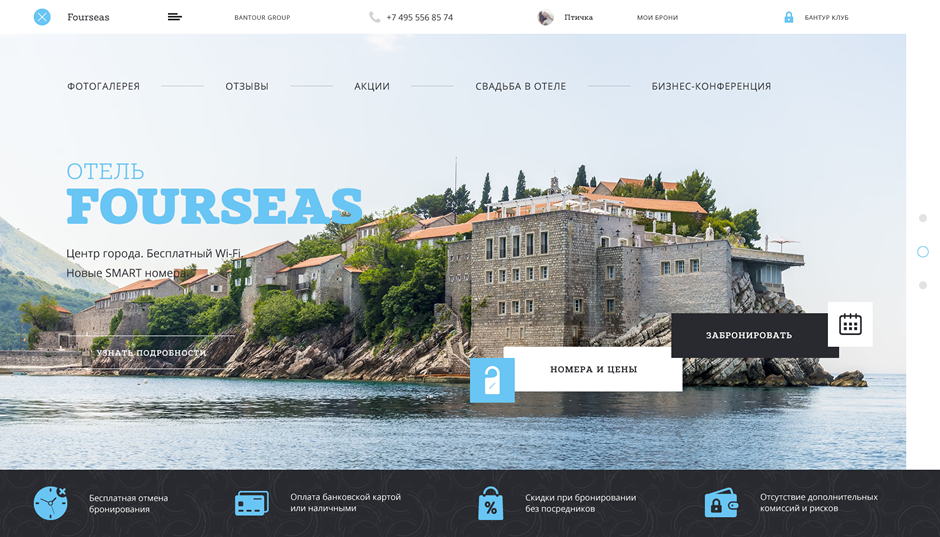 Fourseas
BANTOUR GROUP
+7 495 556 85 74
Птичка
МОИ БРОНИ
БАНТУР КЛУБ
ФОТОГАЛЕРЕЯ
ОТЗЫВЫ
АКЦИИ
СВАДЬБА В ОТЕЛЕ
БИЗНЕС-КОНФЕРЕНЦИЯ
ОТЕЛЬ
FOURSEAS
Центр города. Бесплатный Wi-Fi.
Новые SMART номера.
УЗНАТЬ ПОДРОБНОСТИ
ЗАБРОНИРОВАТЬ
НОМЕРА И ЦЕНЫ
Бесплатная отмена
бронирования
Оплата банковской картой
или наличными
%
Скидки при бронировании
без посредников
Отсутствие дополнительных
комиссий и рисков